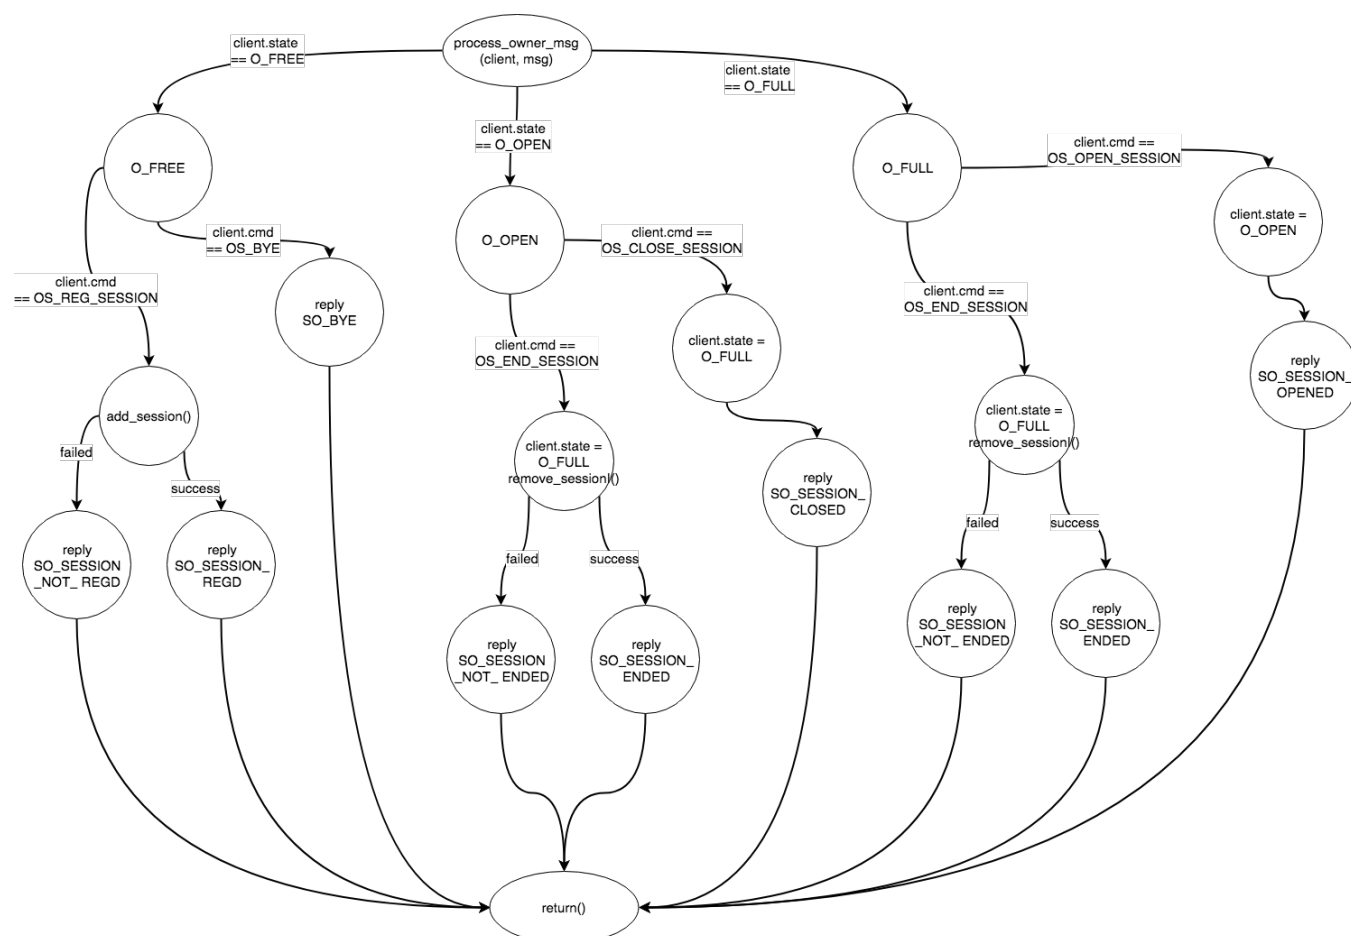 process_owner_msg
(client, msg)
client.state
== O_FREE
client.state
== O_FULL
client.state
== O_OPEN
O_FREE
O_FULL
client.cmd ==
OS_OPEN_SESSION
client.state =
O_OPEN
client.cmd
== OS_BYE
O_OPEN
client.cmd ==
OS_CLOSE_SESSION
client.cmd
== OS_REG_SESSION
reply
SO_BYE
client.cmd ==
OS_END_SESSION
client.cmd ==
OS_END_SESSION
client.state =
O_FULL
reply
SO_SESSION_
OPENED
add_session()
failed
success
client.state =
O_FULL
remove_sessionl()
client.state =
O_FULL
remove_sessionl()
reply
SO_SESSION_
CLOSED
reply
SO_SESSION
_NOT_ REGD
reply
SO_SESSION_
REGD
failed
success
failed
success
reply
SO_SESSION
_NOT_ ENDED
reply
SO_SESSION_
ENDED
reply
SO_SESSION
_NOT_ ENDED
reply
SO_SESSION_
ENDED
return()